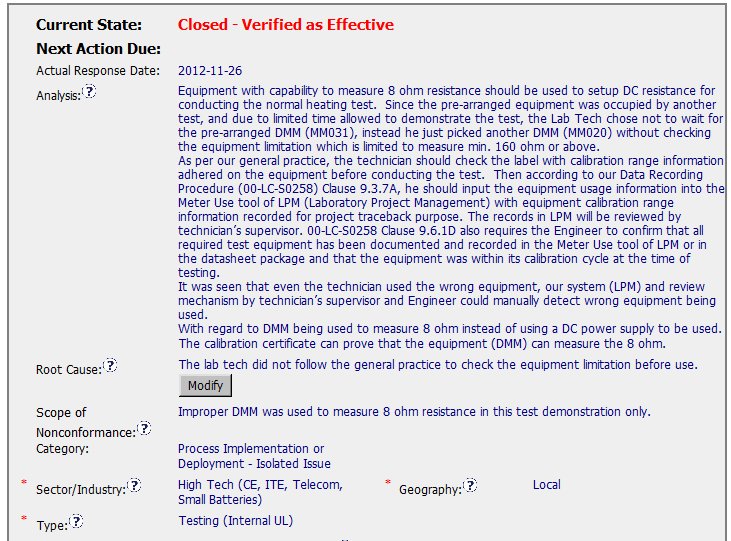 Current State: Closed - Verified as Effective
Next Action Due:
Actual Response Date: 2012-11-26
Analysis:? Equipment with capability to measure 8 ohm resistance should be used to setup DC resistance for
conducting the normal heating test. Since the pre-arranged equipment was occupied by another
test, and due to limited time allowed to demonstrate the test, the Lab Tech chose not to wait for
the pre-arranged DMM (MM031), instead he just picked another DMM (MM020) without checking
the equipment limitation which is limited to measure min. 160 ohm or above.
As per our general practice, the technician should check the label with calibration range information
adhered on the equipment before conducting the test. Then according to our Data Recording
Procedure (00-LC-S0258) Clause 9.3.7A, he should input the equipment usage information into the
Meter Use tool of LPM (Laboratory Project Management) with equipment calibration range
information recorded for project traceback purpose. The records in LPM will be reviewed by
technician's supervisor. 00-LC-S0258 Clause 9.6.1D also requires the Engineer to confirm that all
required test equipment has been documented and recorded in the Meter Use tool of LPM or in
the datasheet package and that the equipment was within its calibration cycle at the time of
testing.
It was seen that even the technician used the wrong equipment, our system (LPM) and review
mechanism by technician's supervisor and Engineer could manually detect wrong equipment being
used.
With regard to DMM being used to measure 8 ohm instead of using a DC power supply to be used.
The calibration certificate can prove that the equipment (DMM) can measure the 8 ohm.
Root Cause:? The lab tech did not follow the general practice to check the equipment limitation before use.
Modify
Scope of Improper DMM was used to measure 8 ohm resistance in this test demonstration only.
Nonconformance:?
Category: Process Implementation or
Deployment - Isolated Issue
* Sector/Industry:? High Tech (CE, ITE, Telecom, * Geography:? Local
Small Batteries)
* Type:? Testing (Internal UL)